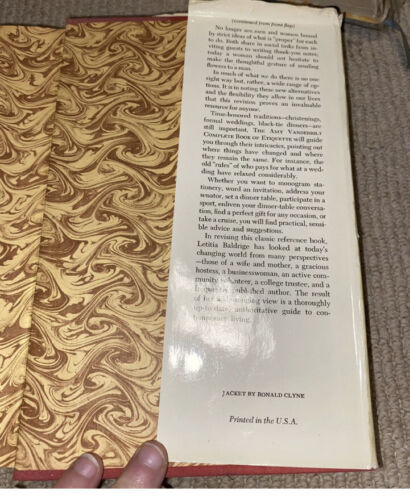 (continued from front flap)
No longer are men and women bound
by strict ideas of what is "proper" for each
to do. Both share in social tasks from in-
viting guests to writing thank-you notes;
today a woman should not hesitate to
make the thoughtful gesture of sending
flowers to a man.
In much of what we do there is no one
right way but, rather, a wide range of op-
tions. It is in noting these new alternatives
and the flexibility they allow in our lives
that this revision proves an invaluable
resource for anyone.
Time-honored traditions—christenings,
formal weddings, black-tie dinners—are
still important. THE AMY VANDERBILT
COMPLETE BOOK OF ETIQUETTE will guide
you through their intricacies, pointing out
where things have changed and where
they remain the same. For instance, the
old "rules" of who pays for what at a wed-
ding have relaxed considerably.
Whether you want to monogram sta-
tionery, word an invitation, address your
senator, set a dinner table, participate in a
sport, enliven your dinner-table conversa-
tion, find a perfect gift for any occasion, or
take a cruise, you will find practical, sensi-
ble advice and suggestions.
In revising this classic reference book,
Letitia Baldrige has looked at today's
changing world from many perspectives
—those of a wife and mother, a gracious
hostess, a businesswoman, an active com-
munity volunteer, a college trustee, and a
frequently published author. The result
of her wide-ranging view is a thoroughly
up-to-date, authoritative guide to con-
temporary living.
JACKET BY RONALD CLYNE
Printed in the U.S.A.